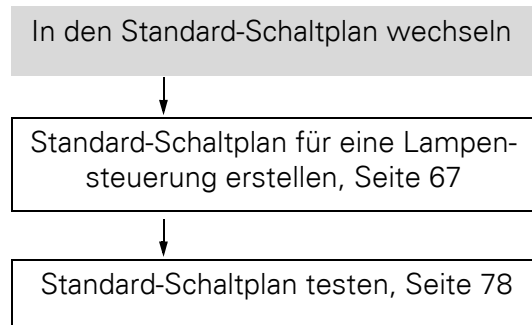 In den Standard-Schaltplan wechseln
Standard-Schaltplan für eine Lampen-
steuerung erstellen, Seite 67
Standard-Schaltplan testen, Seite 78